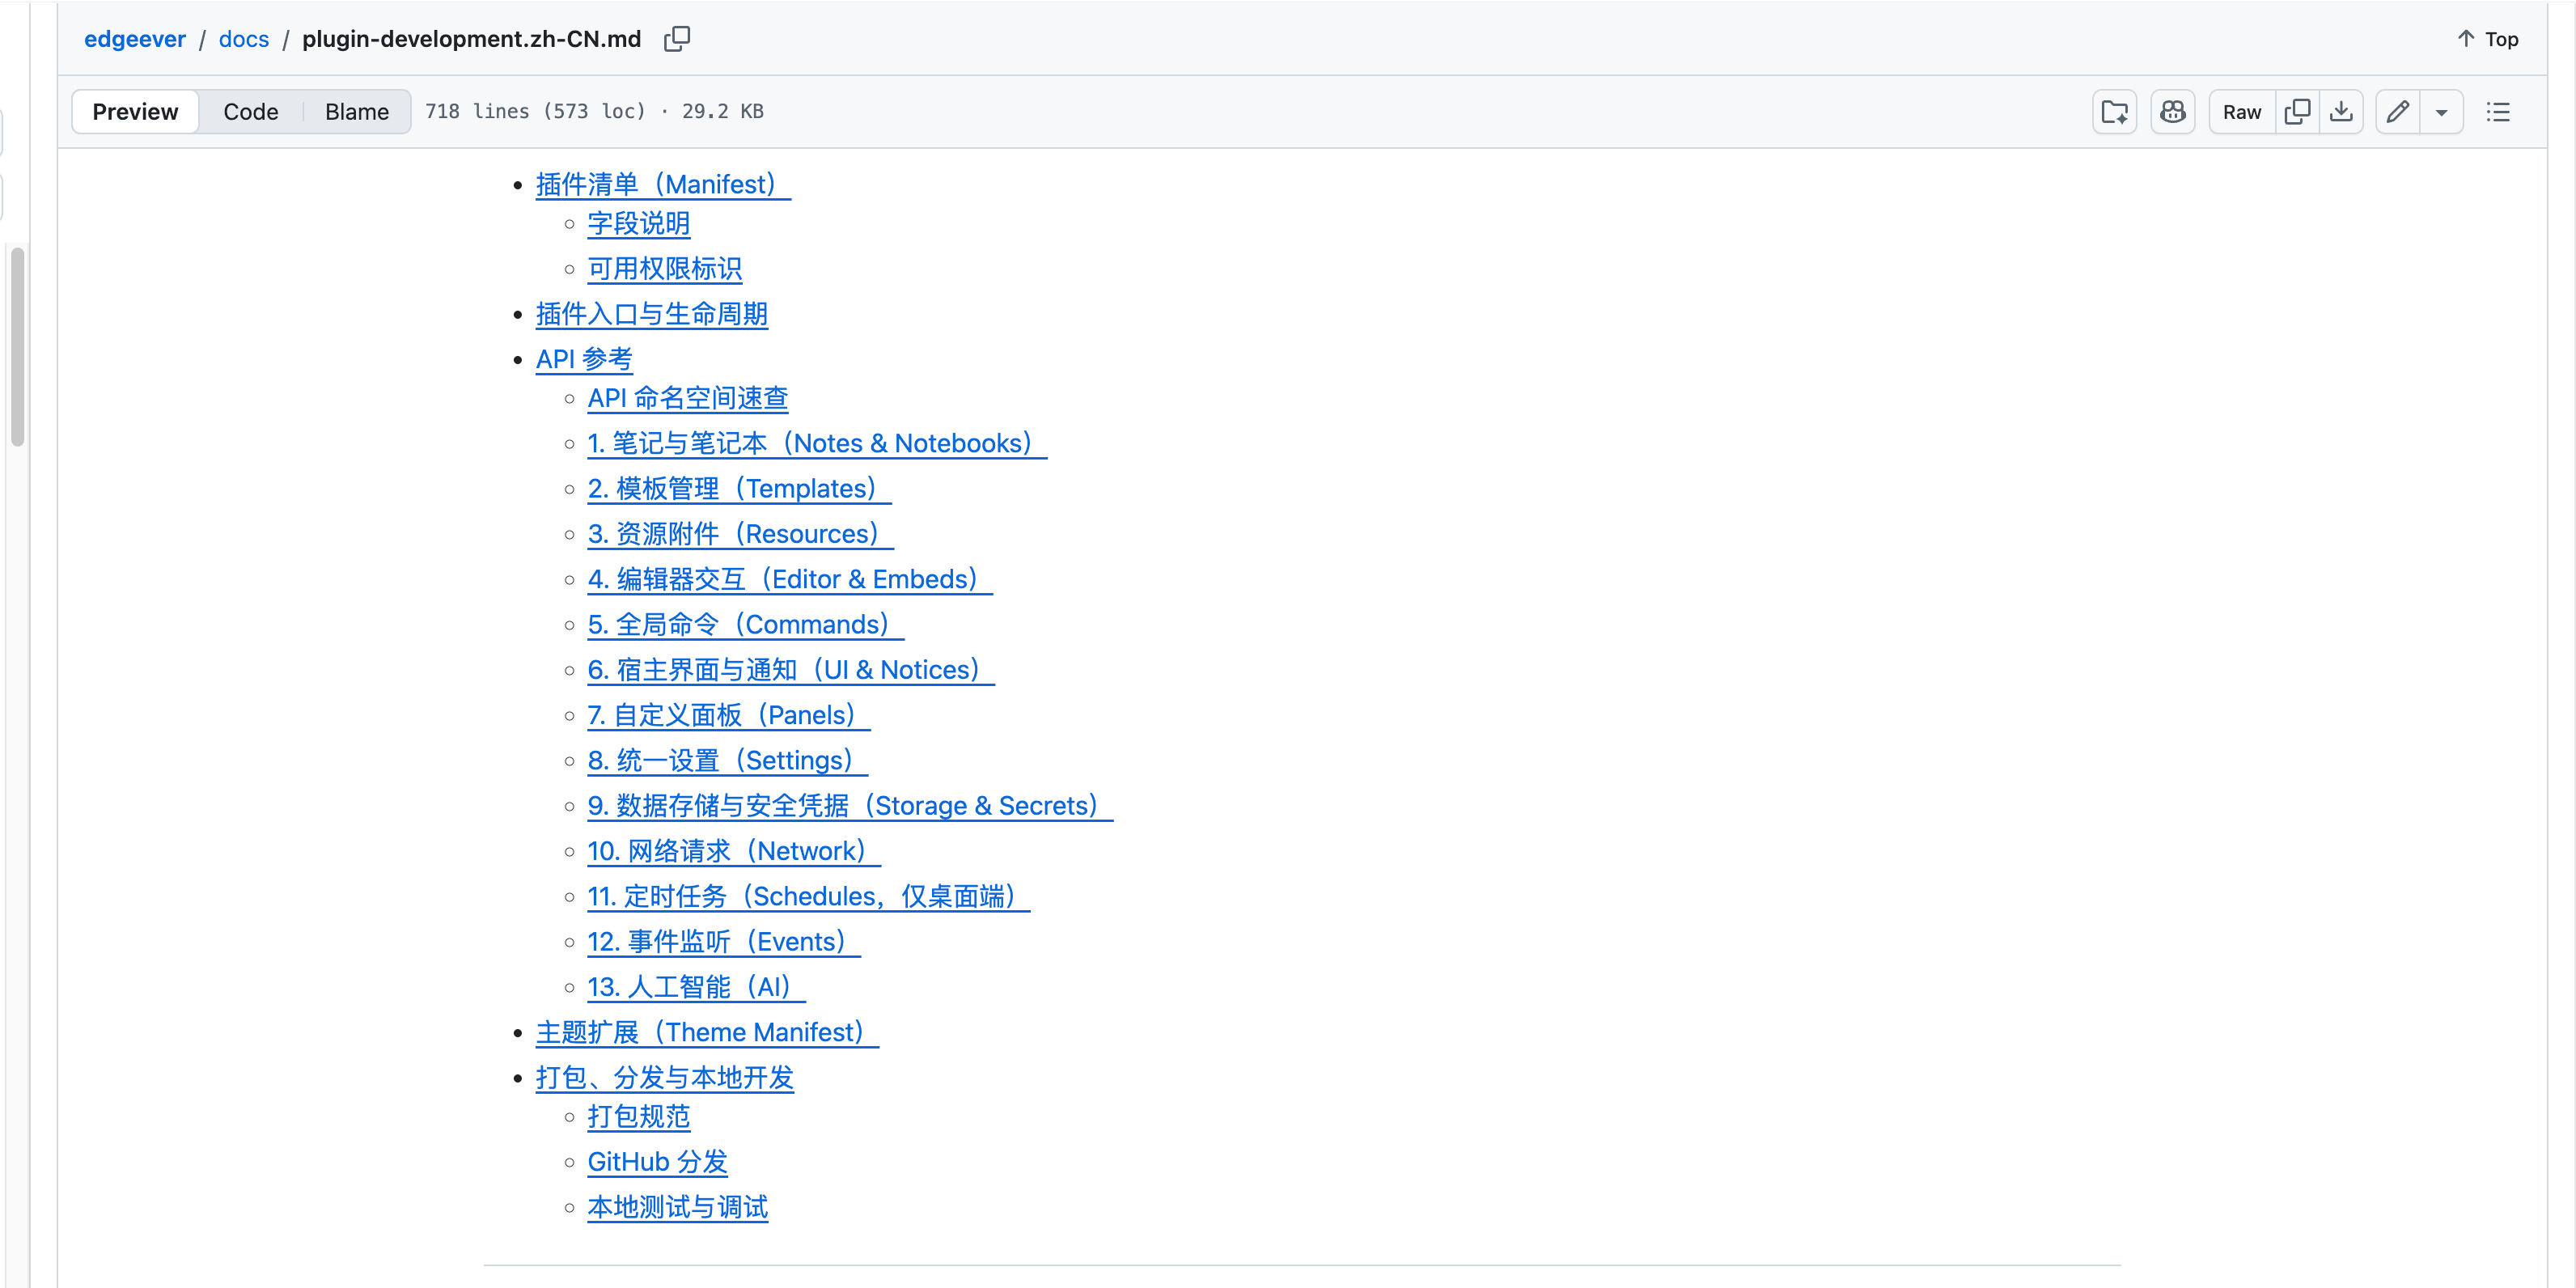 edgeever / docs / plugin-development.zh-CN.md
Top
Preview Code Blame 718 lines (573 loc) · 29.2 KB
Raw
插件清单（Manifest）
字段说明
可用权限标识
插件入口与生命周期
API 参考
API 命名空间速查
1. 笔记与笔记本（Notes & Notebooks）
2. 模板管理（Templates）
3. 资源附件（Resources）
4. 编辑器交互（Editor & Embeds）
5. 全局命令（Commands）
6. 宿主界面与通知（UI & Notices）
7. 自定义面板（Panels）
8. 统一设置（Settings）
9. 数据存储与安全凭据（Storage & Secrets）
10. 网络请求（Network）
11. 定时任务（Schedules，仅桌面端）
12. 事件监听（Events）
13. 人工智能（AI）
主题扩展（Theme Manifest）
打包、分发与本地开发
打包规范
GitHub 分发
本地测试与调试